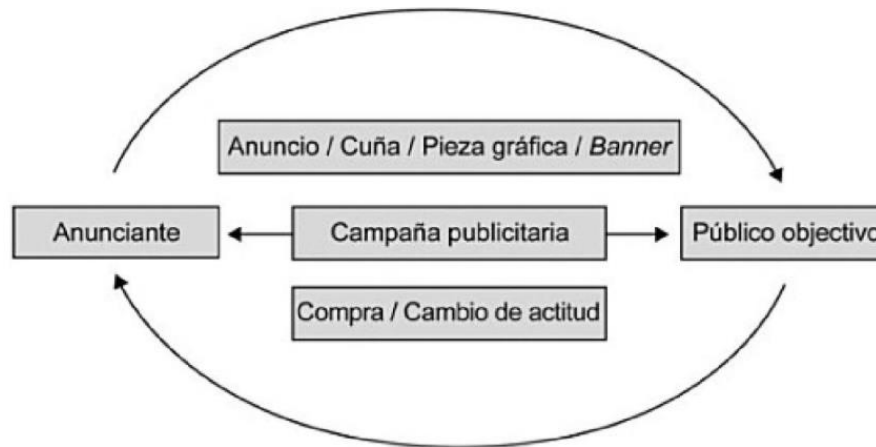 Anuncio / Cuña / Pieza gráfica / Banner
Anunciante
Campaña publicitaria
Público objectivo
Compra / Cambio de actitud